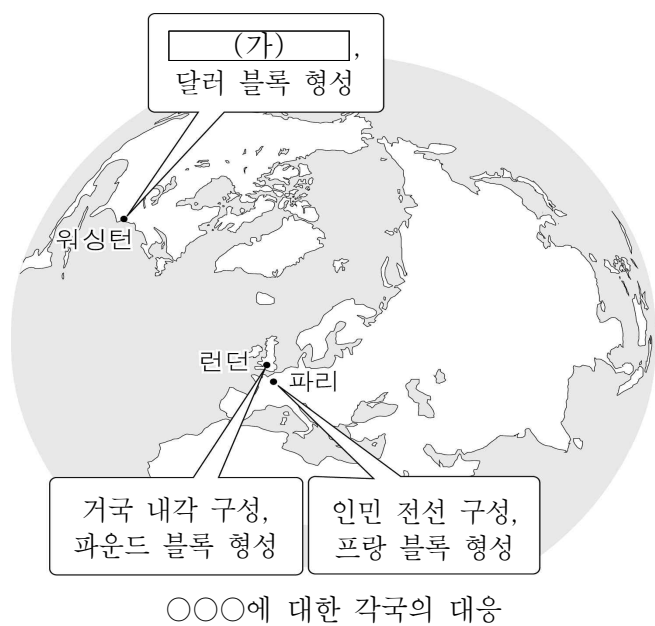 (가),
달러 블록 형성
워싱턴
런던
파리
거국 내각 구성,
파운드 블록 형성
인민 전선 구성,
프랑 블록 형성
○○○에 대한 각국의 대응